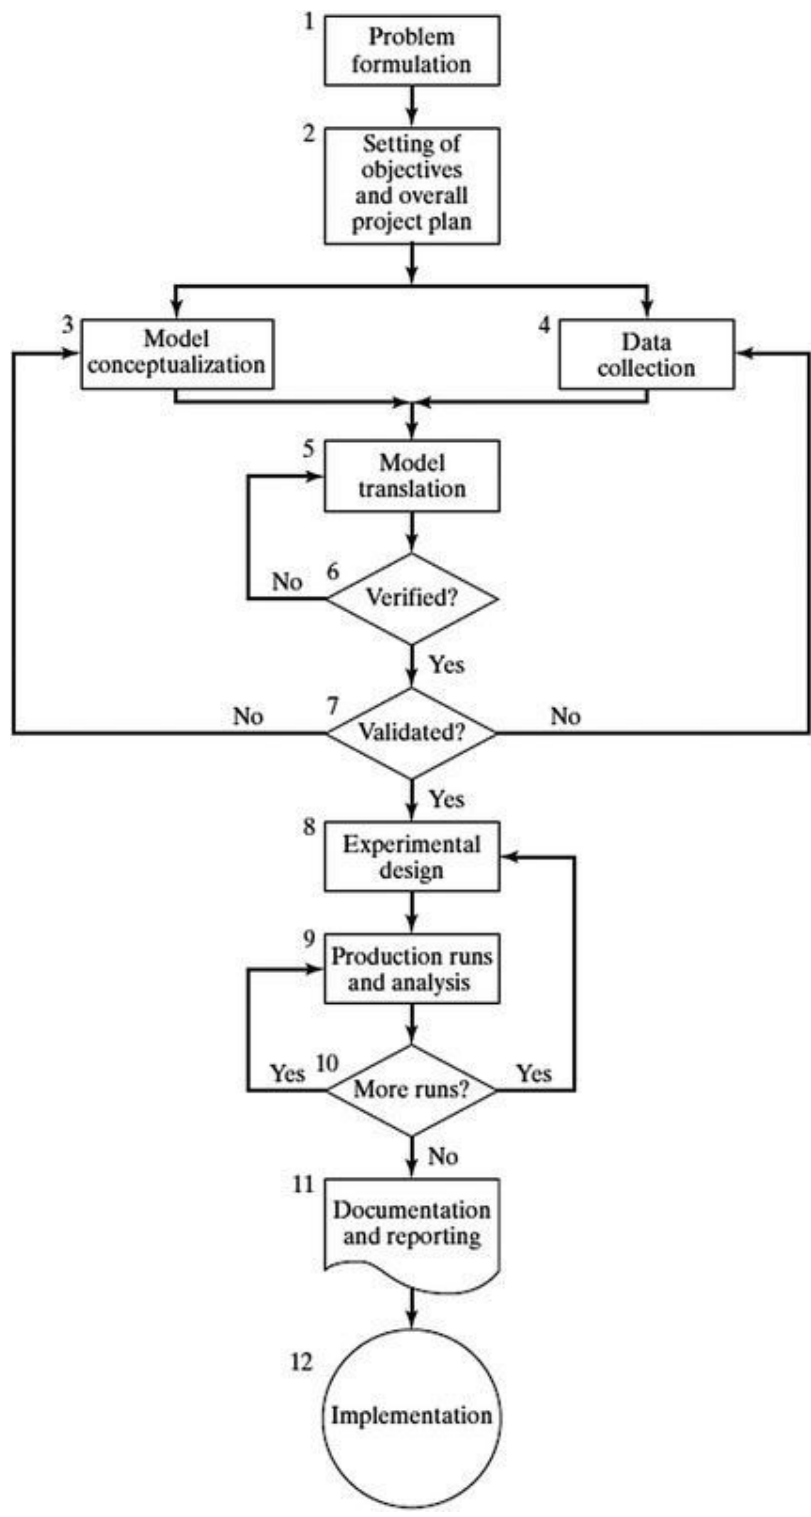 1
Problem
formulation
2
Setting of
objectives
and overall
project plan
3
Model
conceptualization
4
Data
collection
5
Model
translation
6
No
Verified?
Yes
7
No
Validated?
No
Yes
8
Experimental
design
9
Production runs
and analysis
10
Yes
More runs?
Yes
No
11
Documentation
and reporting
12
Implementation